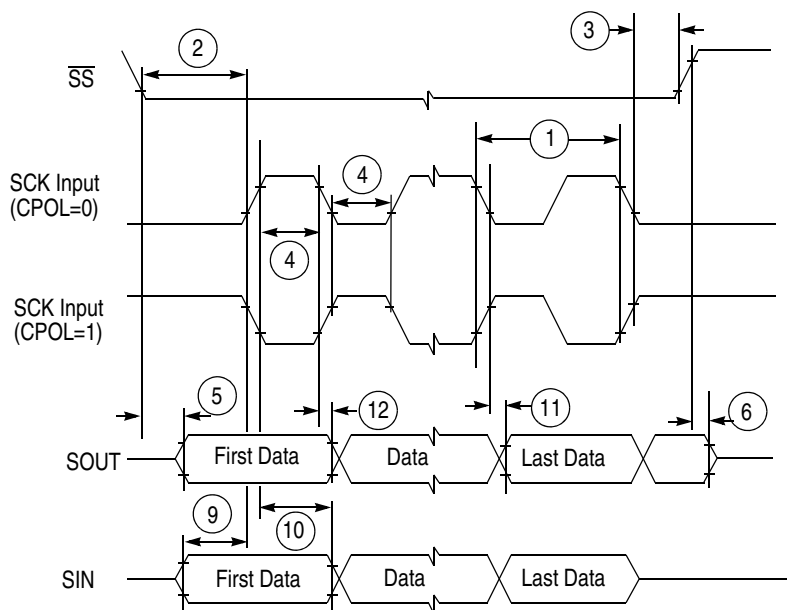 2
3
SS
1
SCK Input
(CPOL=0)
4
4
SCK Input
(CPOL=1)
5
12
11
6
SOUT
First Data
Data
Last Data
9
10
SIN
First Data
Data
Last Data